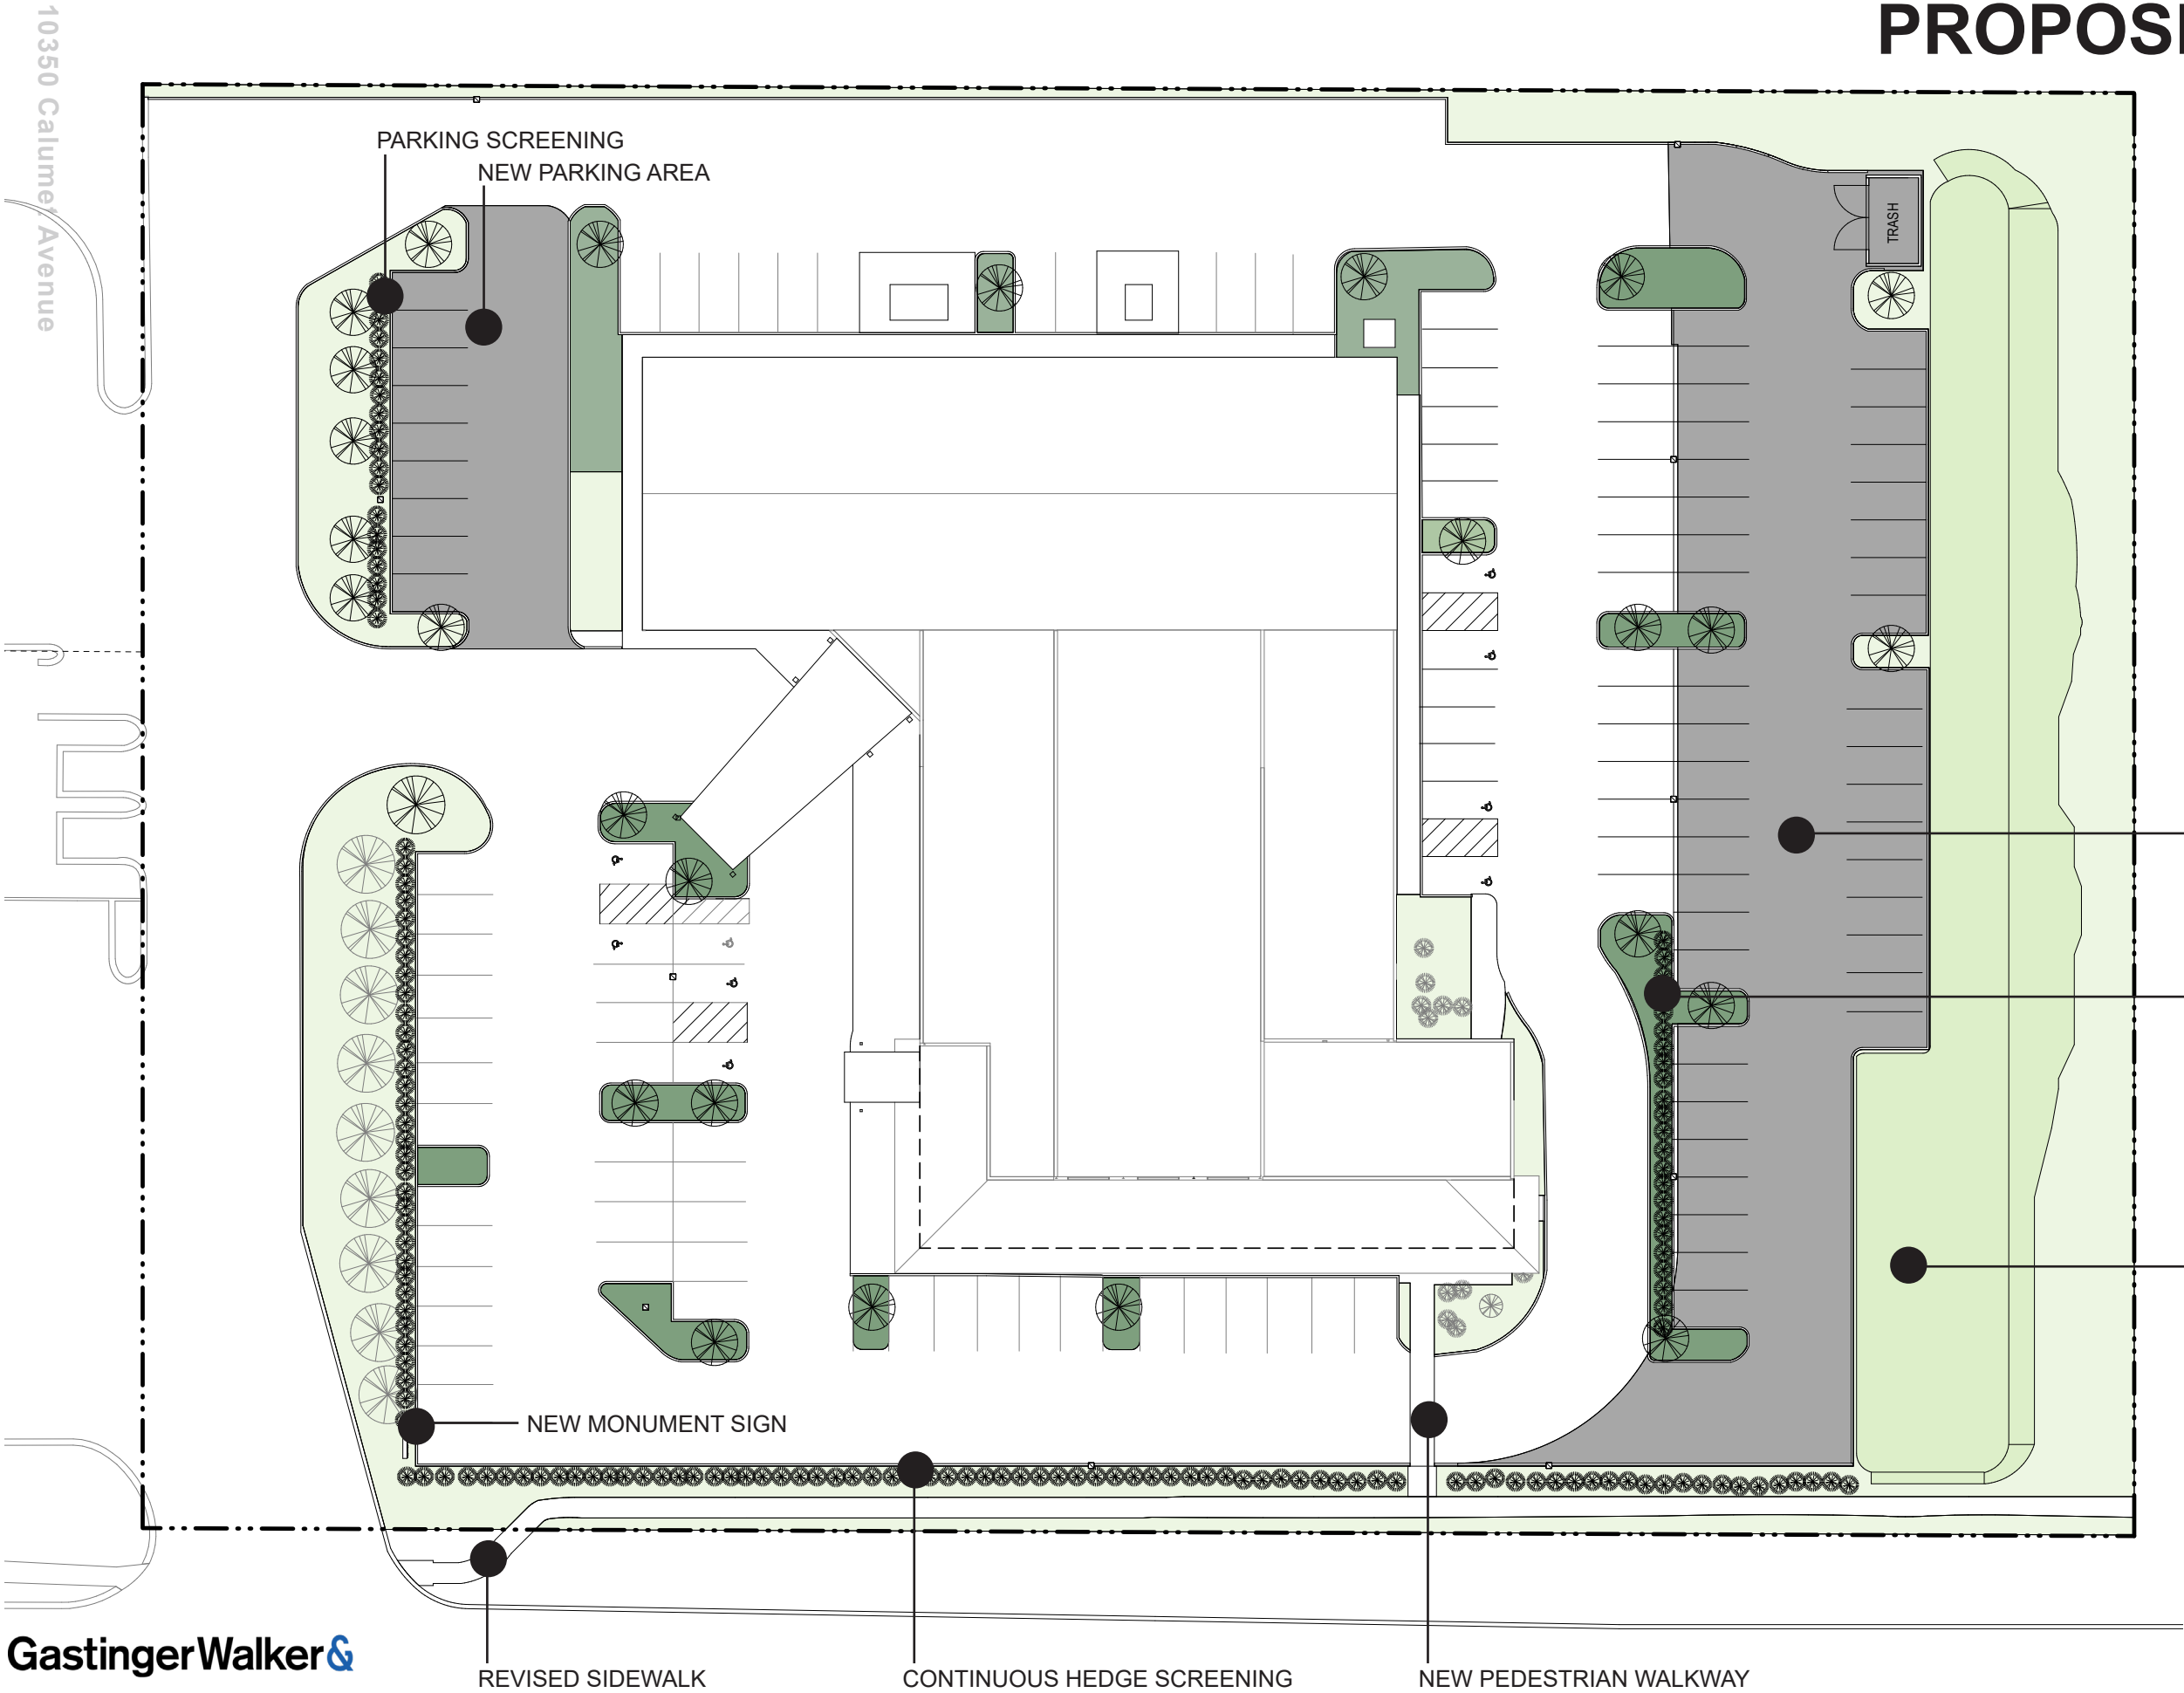 PROPOS
10350 Calumet Avenue
PARKING SCREENING
NEW PARKING AREA
TRASH
NEW MONUMENT SIGN
GastingerWalker&
REVISED SIDEWALK
CONTINUOUS HEDGE SCREENING
NEW PEDESTRIAN WALKWAY